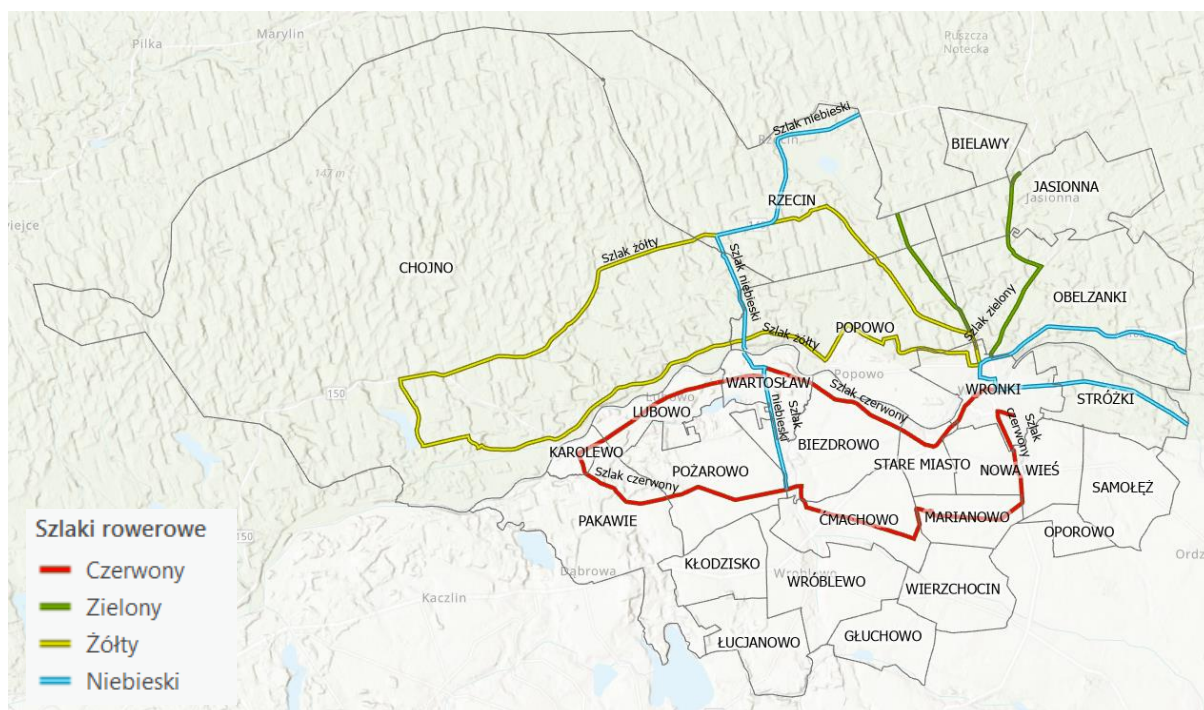 Marylin
Piłka
Puszcza
Notecka
Szlak niebieski
Rzecin
BIELAWY
147 m
JASIONNA
Jasionna
RZECIN
Szlak żółty
Szlak niebieski
CHOJNO
Szlak zielony
OBELZANKI
Szlak żółty
POPOWO
150
Popowo
WARTOSŁAW
WRONKI
STRÓŻKI
Szlak czerwony
Szlak
niebieski
Szlak
czerwony
LUBOWO
BIEZDROWO
KAROLEWO
STARE MIASTO
NOWA WIEŚ
Szlak czerwony
POŻAROWO
SAMOŁĘŻ
PAKAWIE
ĆMACHOWO
MARIANOWO
OPOROWO
150
Dąbrowa
KŁODZISKO
Wróblewo
WRÓBLEWO
WIERZCHOCIN
Kaczlin
ŁUCJANOWO
GŁUCHOWO
Szlaki rowerowe
Czerwony
Zielony
Żółty
Niebieski